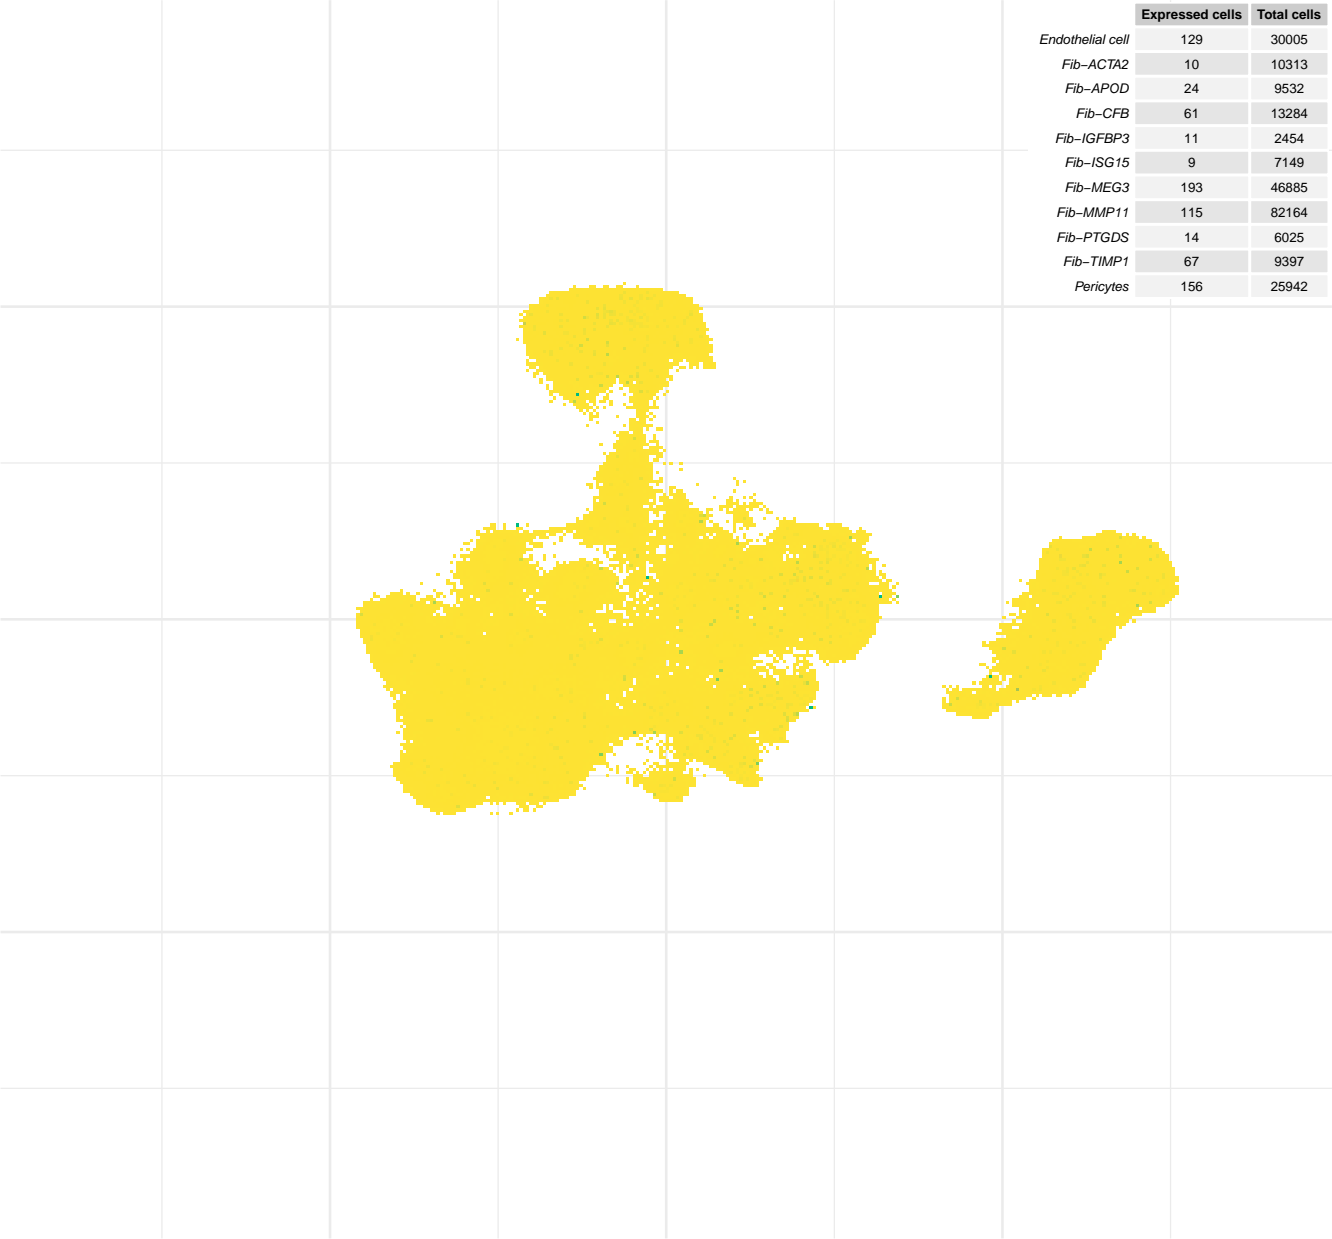 Expressed cells Total cells
Endothelial cell 129 30005
Fib−ACTA2 10 10313
Fib−APOD 24 9532
Fib−CFB 61 13284
Fib−IGFBP3 11 2454
Fib−ISG15 9 7149
Fib−MEG3 193 46885
Fib−MMP11 115 82164
Fib−PTGDS 14 6025
Fib−TIMP1 67 9397
Pericytes 156 25942